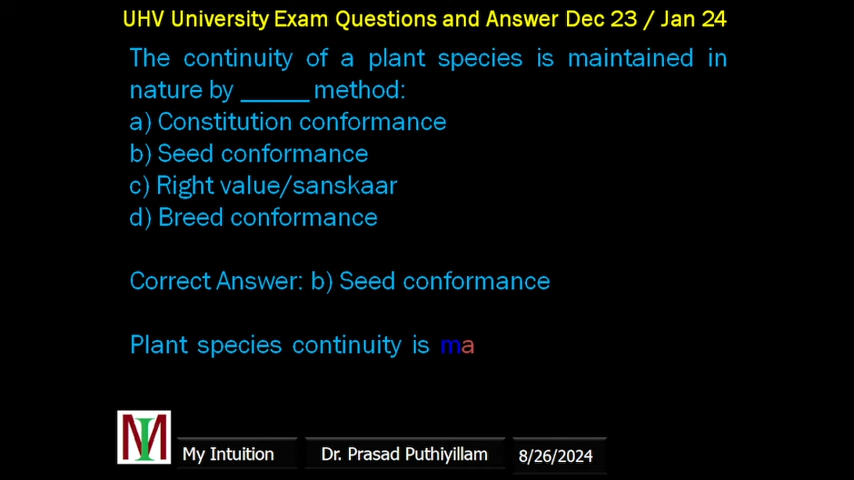 UHV University Exam Questions and Answer Dec 23 / Jan 24
The continuity of a plant species is maintained in
nature by ______ method:
a) Constitution conformance
b) Seed conformance
c) Right value/sanskaar
d) Breed conformance
Correct Answer: b) Seed conformance
Plant species continuity is ma
MI
My Intuition
Dr. Prasad Puthiyillam
8/26/2024